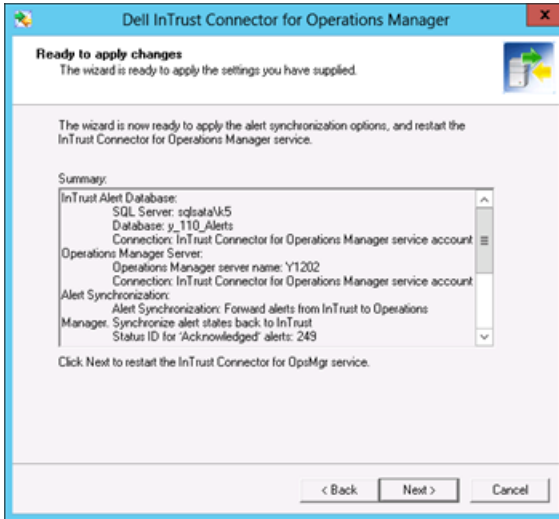 Dell InTrust Connector for Operations Manager
x
Ready to apply changes
The wizard is ready to apply the settings you have supplied.
The wizard is now ready to apply the alert synchronization options, and restart the
InTrust Connector for Operations Manager service.
Summary:
InTrust Alert Database:
SQL Server: sqlsata\k5
Database: y_110_Alerts
Connection: InTrust Connector for Operations Manager service account
Operations Manager Server:
Operations Manager server name: Y1202
Connection: InTrust Connector for Operations Manager service account
Alert Synchronization:
Alert Synchronization: Forward alerts from InTrust to Operations
Manager. Synchronize alert states back to InTrust
Status ID for 'Acknowledged' alerts: 249
Click Next to restart the InTrust Connector for OpsMgr service.
< Back
Next >
Cancel